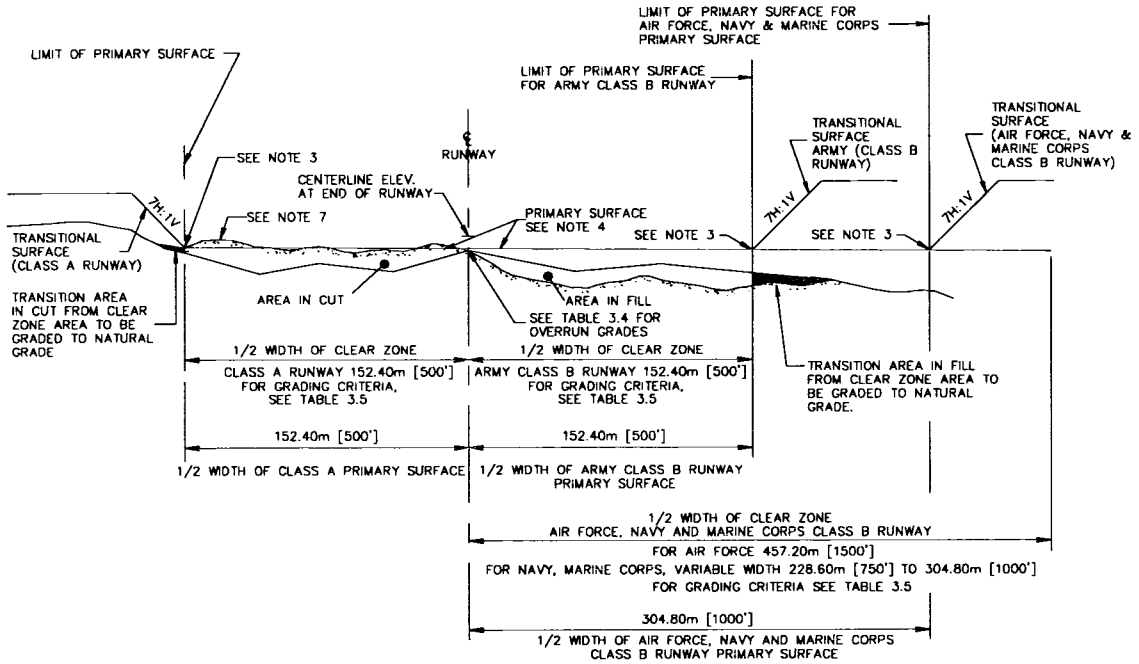 LIMIT OF PRIMARY SURFACE FOR
AIR FORCE, NAVY & MARINE CORPS
PRIMARY SURFACE
LIMIT OF PRIMARY SURFACE
LIMIT OF PRIMARY SURFACE
FOR ARMY CLASS B RUNWAY
TRANSITIONAL
SURFACE
(AIR FORCE, NAVY &
MARINE CORPS
CLASS B RUNWAY)
TRANSITIONAL
SURFACE
ARMY (CLASS B
RUNWAY)
℄
RUNWAY
SEE NOTE 3
CENTERLINE ELEV.
AT END OF RUNWAY
7H:1V
SEE NOTE 7
PRIMARY SURFACE
SEE NOTE 4
7H:1V
7H:1V
SEE NOTE 3
SEE NOTE 3
TRANSITIONAL
SURFACE
(CLASS A RUNWAY)
AREA IN CUT
AREA IN FILL
TRANSITION AREA
IN CUT FROM CLEAR
ZONE AREA TO BE
GRADED TO NATURAL
GRADE
SEE TABLE 3.4 FOR
OVERRUN GRADES
1/2 WIDTH OF CLEAR ZONE
CLASS A RUNWAY 152.40m [500']
FOR GRADING CRITERIA,
SEE TABLE 3.5
1/2 WIDTH OF CLEAR ZONE
ARMY CLASS B RUNWAY 152.40m [500']
FOR GRADING CRITERIA,
SEE TABLE 3.5
TRANSITION AREA IN FILL
FROM CLEAR ZONE AREA TO
BE GRADED TO NATURAL
GRADE.
152.40m [500']
1/2 WIDTH OF CLASS A PRIMARY SURFACE
152.40m [500']
1/2 WIDTH OF ARMY CLASS B RUNWAY
PRIMARY SURFACE
1/2 WIDTH OF CLEAR ZONE
AIR FORCE, NAVY AND MARINE CORPS CLASS B RUNWAY
FOR AIR FORCE 457.20m [1500']
FOR NAVY, MARINE CORPS, VARIABLE WIDTH 228.60m [750'] TO 304.80m [1000']
FOR GRADING CRITERIA SEE TABLE 3.5
304.80m [1000']
1/2 WIDTH OF AIR FORCE, NAVY AND MARINE CORPS
CLASS B RUNWAY PRIMARY SURFACE